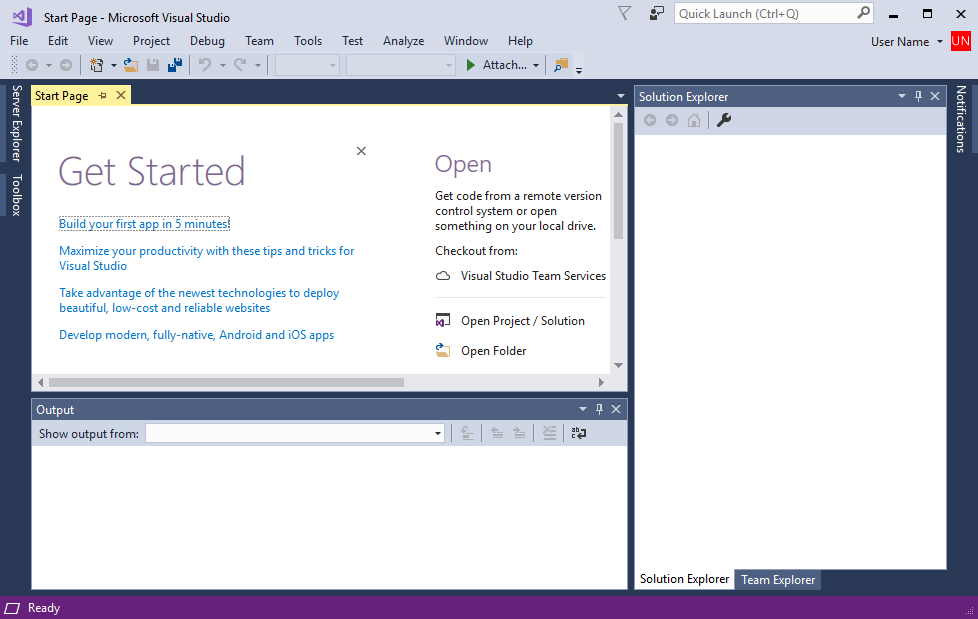 Start Page - Microsoft Visual Studio
Quick Launch (Ctrl+Q)
File Edit View Project Debug Team Tools Test Analyze Window Help
User Name UN
Attach...
Server Explorer
Toolbox
Start Page
Get Started
Build your first app in 5 minutes!
Maximize your productivity with these tips and tricks for
Visual Studio
Take advantage of the newest technologies to deploy
beautiful, low-cost and reliable websites
Develop modern, fully-native, Android and iOS apps
Open
Get code from a remote version
control system or open
something on your local drive.
Checkout from:
Visual Studio Team Services
Open Project / Solution
Open Folder
Output
Show output from:
Solution Explorer
Solution Explorer Team Explorer
Notifications
Ready